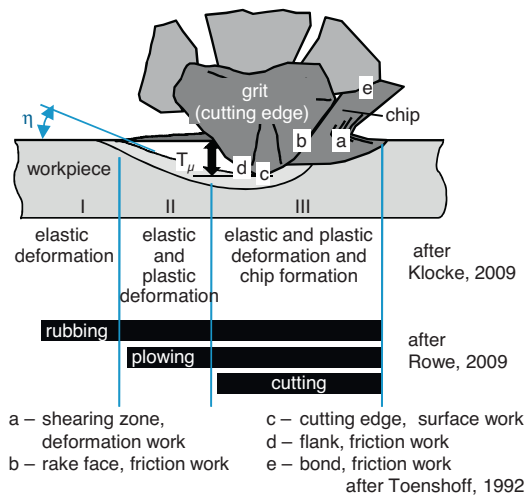 η
grit
(cutting edge)
e
chip
b
a
T μ
d
c
workpiece
I
II
III
elastic
deformation
elastic
and
plastic
deformation
elastic and plastic
deformation and
chip formation
after
Klocke, 2009
rubbing
plowing
cutting
after
Rowe, 2009
a – shearing zone,
deformation work
b – rake face, friction work
c – cutting edge, surface work
d – flank, friction work
e – bond, friction work
after Toenshoff, 1992